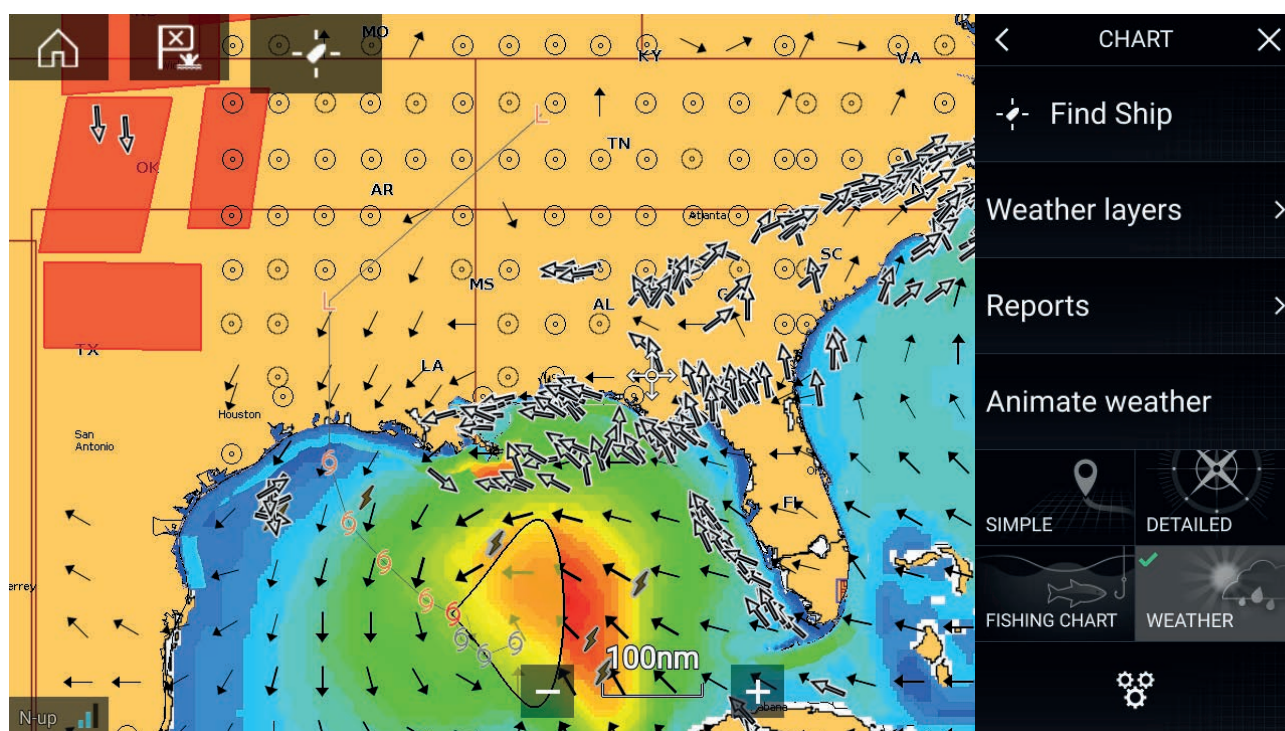 MO
KY
VA
OK
TN
AR
Atlanta
SC
MS
AL
TX
LA
Houston
San
Antonio
FL
100nm
N-up
CHART
Find Ship
Weather layers
Reports
Animate weather
SIMPLE
DETAILED
FISHING CHART
WEATHER